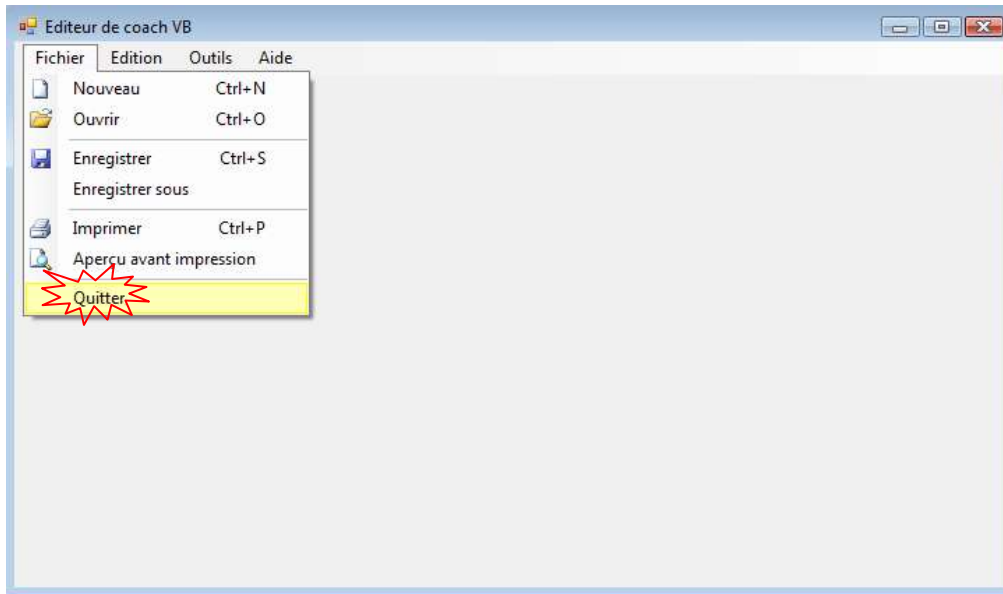 Editeur de coach VB
Fichier Edition Outils Aide
Nouveau Ctrl+N
Ouvrir Ctrl+O
Enregistrer Ctrl+S
Enregistrer sous
Imprimer Ctrl+P
Aperçu avant impression
Quitter